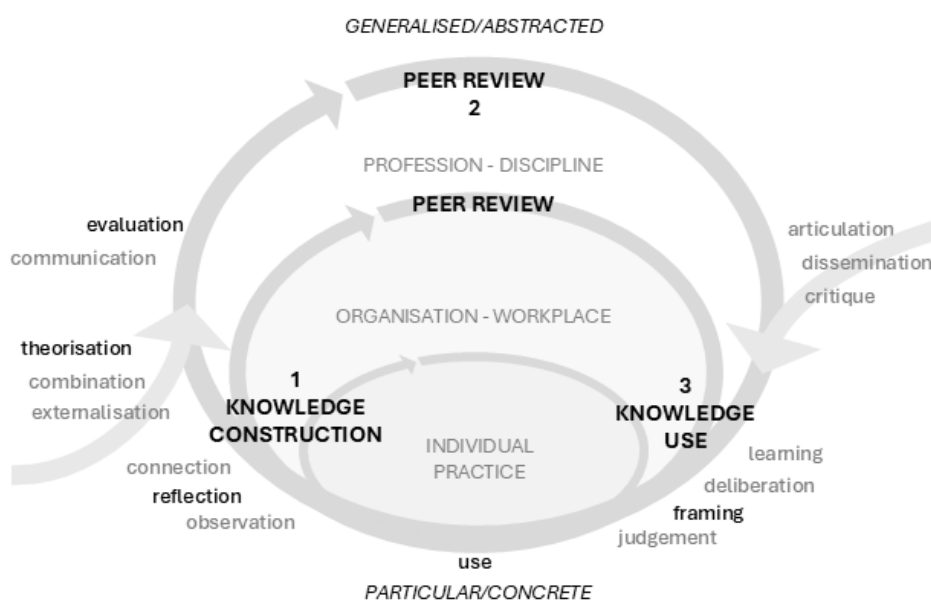 GENERALISED/ABSTRACTED
PEER REVIEW
2
PROFESSION - DISCIPLINE
PEER REVIEW
evaluation
communication
articulation
dissemination
critique
ORGANISATION - WORKPLACE
theorisation
combination
externalisation
1
KNOWLEDGE
CONSTRUCTION
3
KNOWLEDGE
USE
INDIVIDUAL
PRACTICE
connection
reflection
observation
learning
deliberation
framing
judgement
use
PARTICULAR/CONCRETE